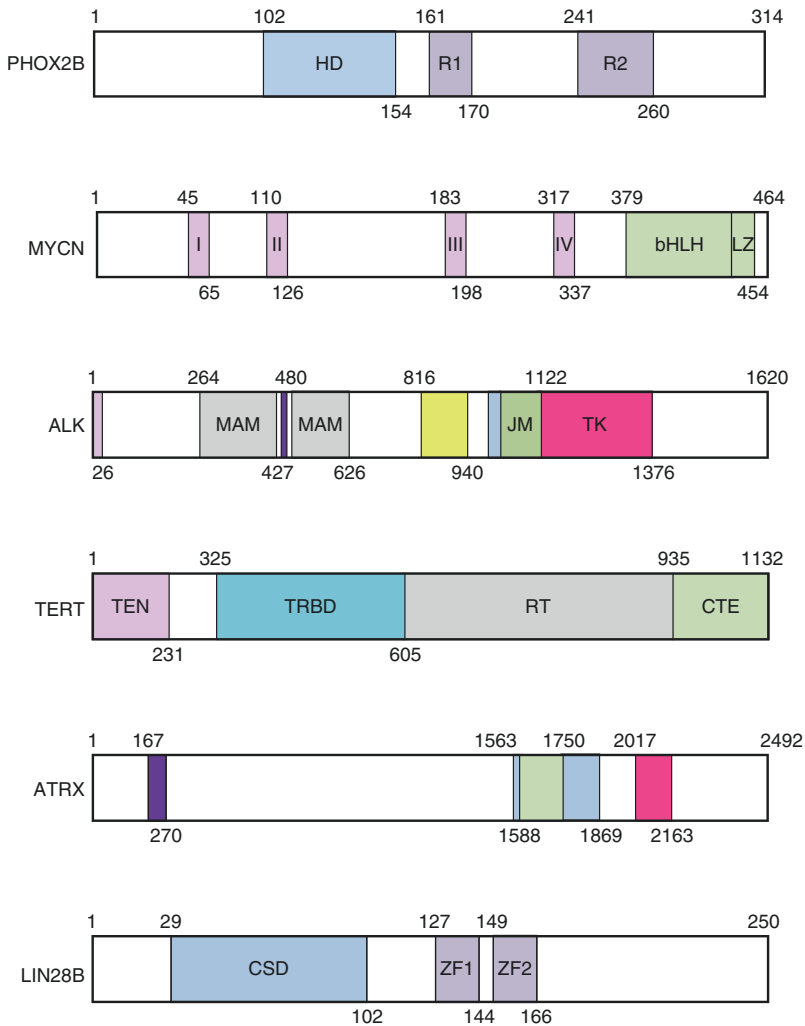 1 102 161 241 314
PHOX2B HD R1 R2
154 170 260
1 45 110 183 317 379 464
MYCN I II III IV bHLH LZ
65 126 198 337 454
1 264 480 816 1122 1620
ALK MAM MAM JM TK
26 427 626 940 1376
1 325 935 1132
TERT TEN TRBD RT CTE
231 605
1 167 1563 1750 2017 2492
ATRX
270 1588 1869 2163
1 29 127 149 250
LIN28B CSD ZF1 ZF2
102 144 166